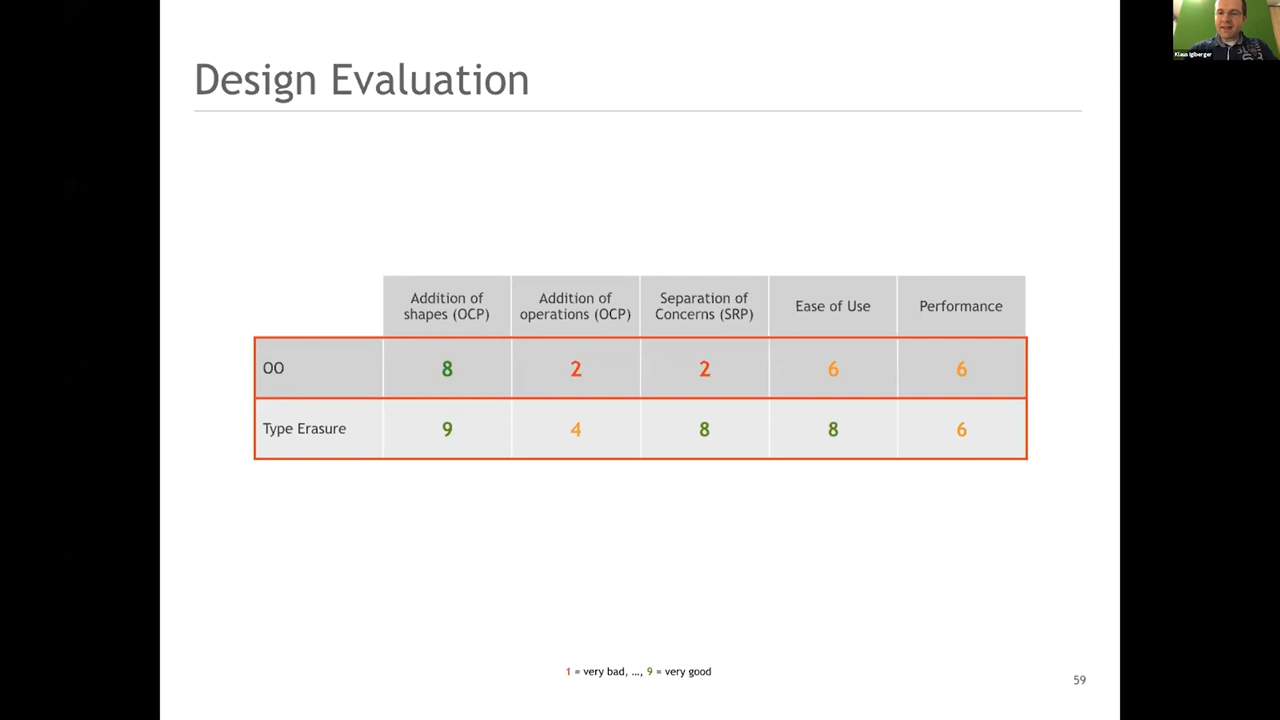 Klaus Iglberger
Design Evaluation
Addition of shapes (OCP) Addition of operations (OCP) Separation of Concerns (SRP) Ease of Use Performance
OO 8 2 2 6 6
Type Erasure 9 4 8 8 6
1 = very bad, ..., 9 = very good
59